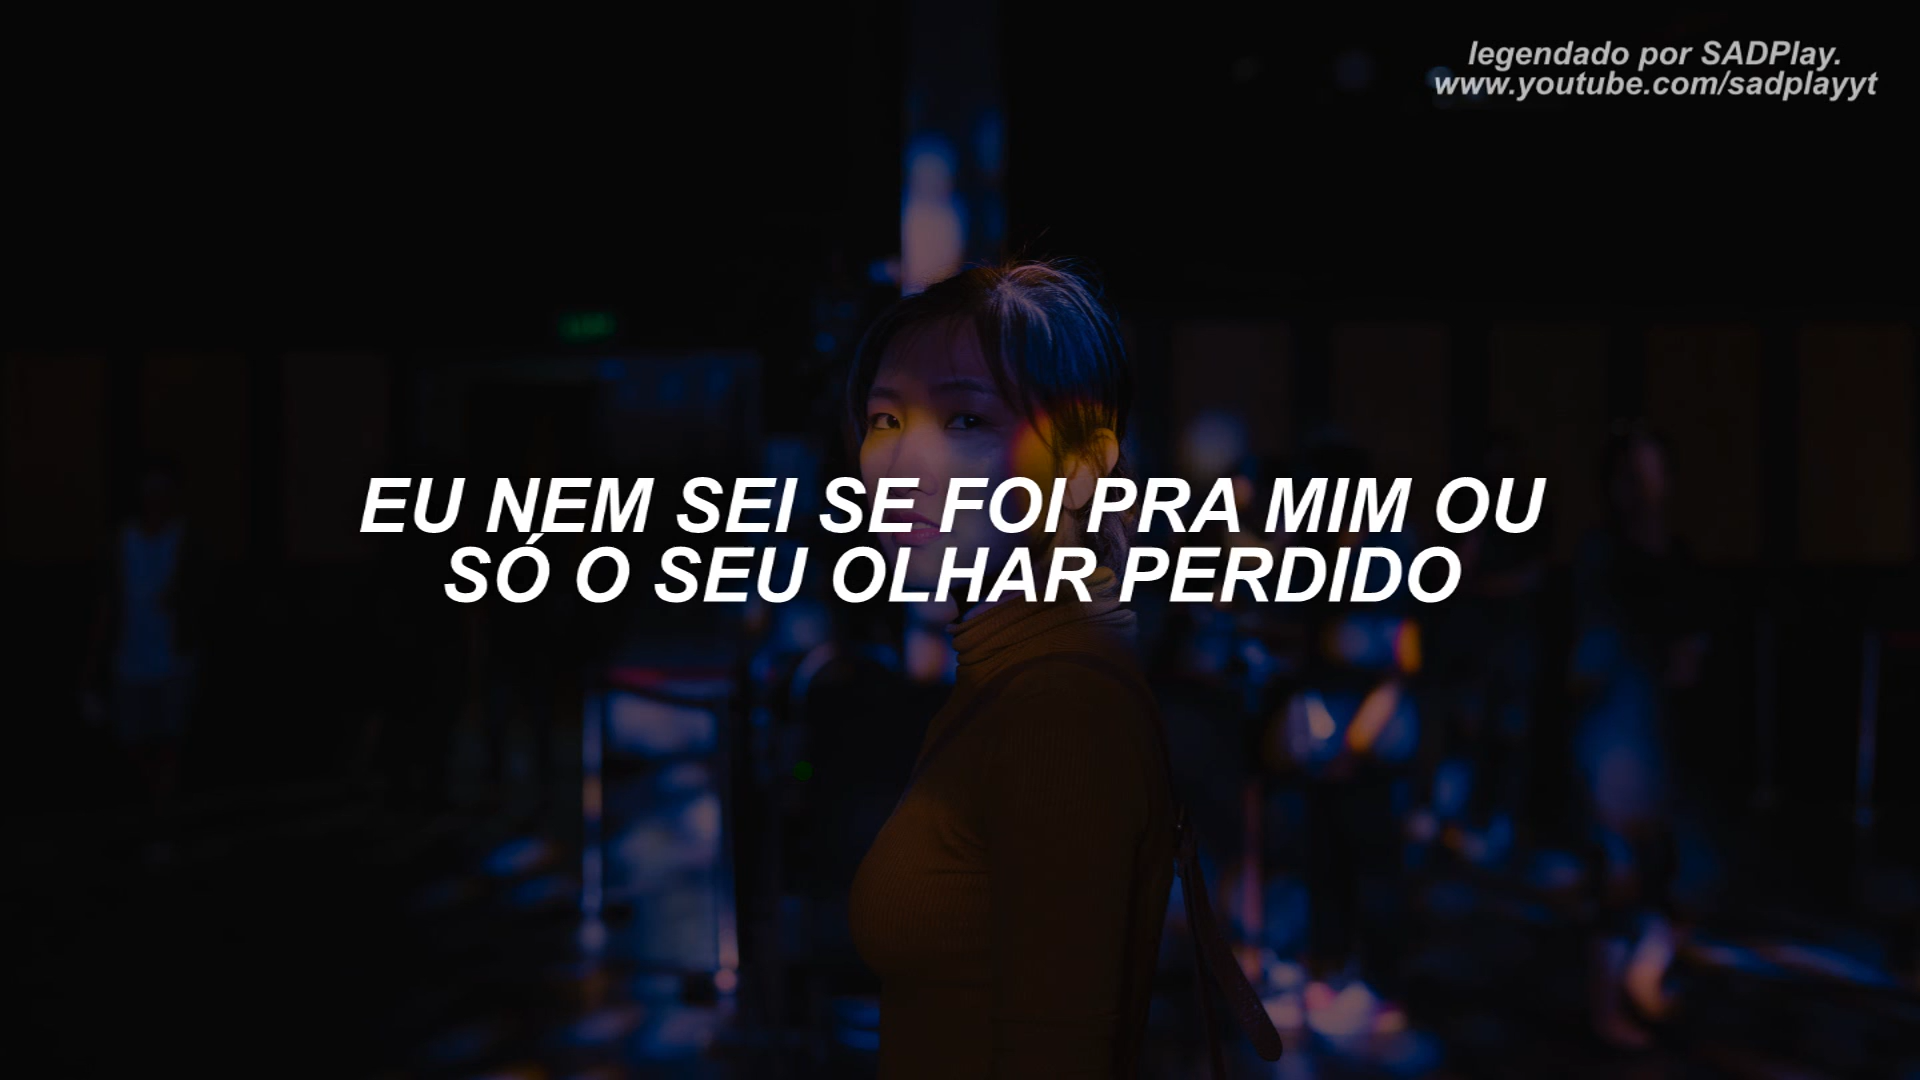 legendado por SADPlay.
www.youtube.com/sadplayyt
EU NEM SEI SE FOI PRA MIM OU
SÓ O SEU OLHAR PERDIDO